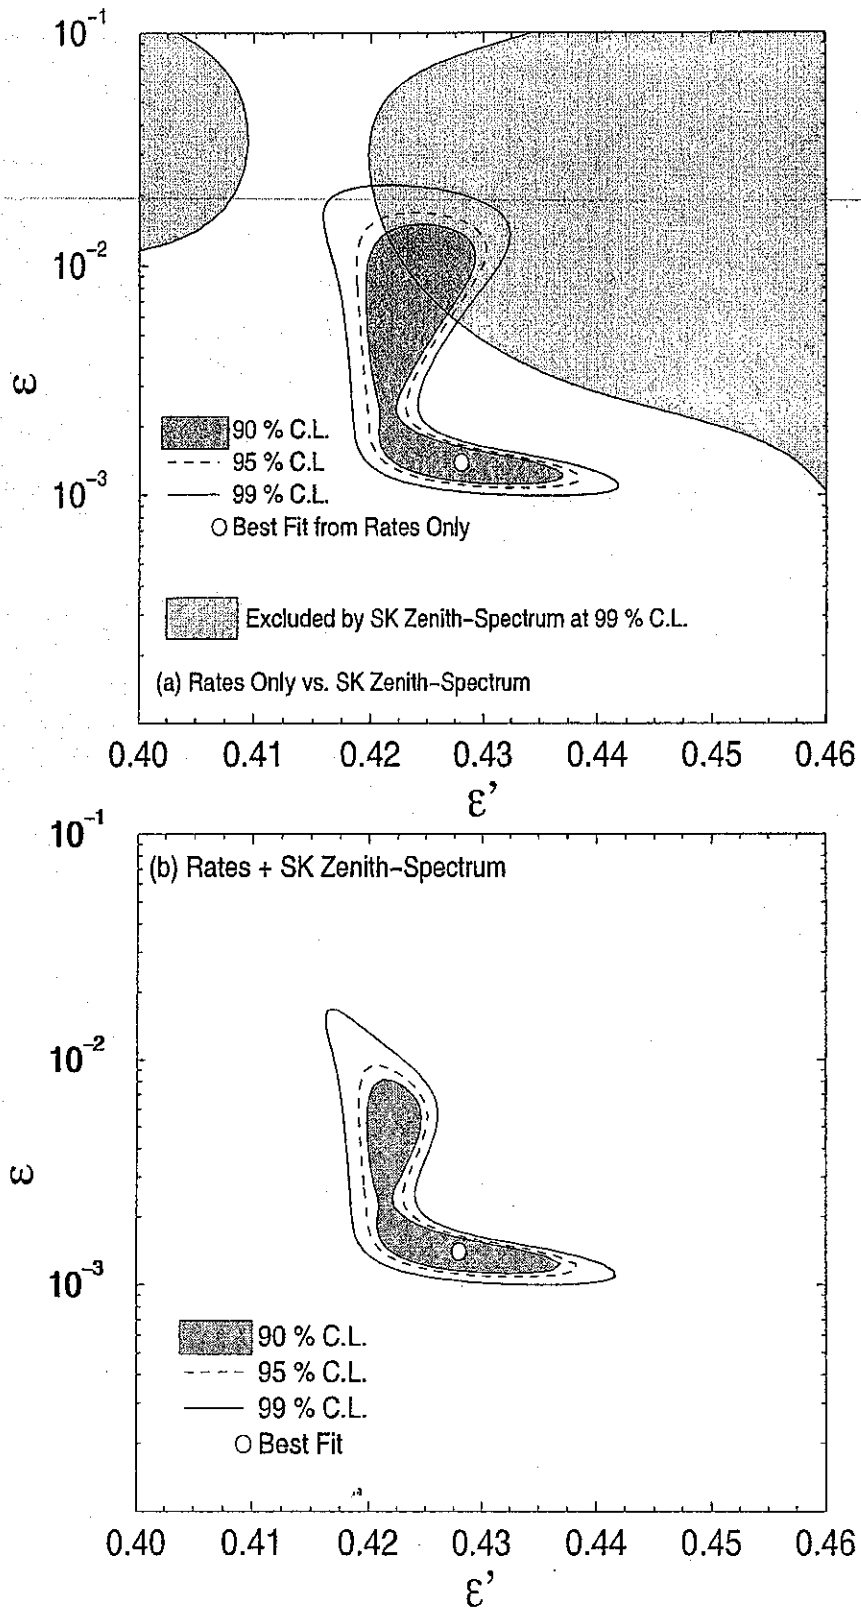 10⁻¹
10⁻²
ε
90 % C.L.
95 % C.L
99 % C.L.
10⁻³
Best Fit from Rates Only
Excluded by SK Zenith-Spectrum at 99 % C.L.
(a) Rates Only vs. SK Zenith-Spectrum
0.40 0.41 0.42 0.43 0.44 0.45 0.46
ε'
10⁻¹
(b) Rates + SK Zenith-Spectrum
10⁻²
ε
10⁻³
90 % C.L.
95 % C.L.
99 % C.L.
Best Fit
0.40 0.41 0.42 0.43 0.44 0.45 0.46
ε'